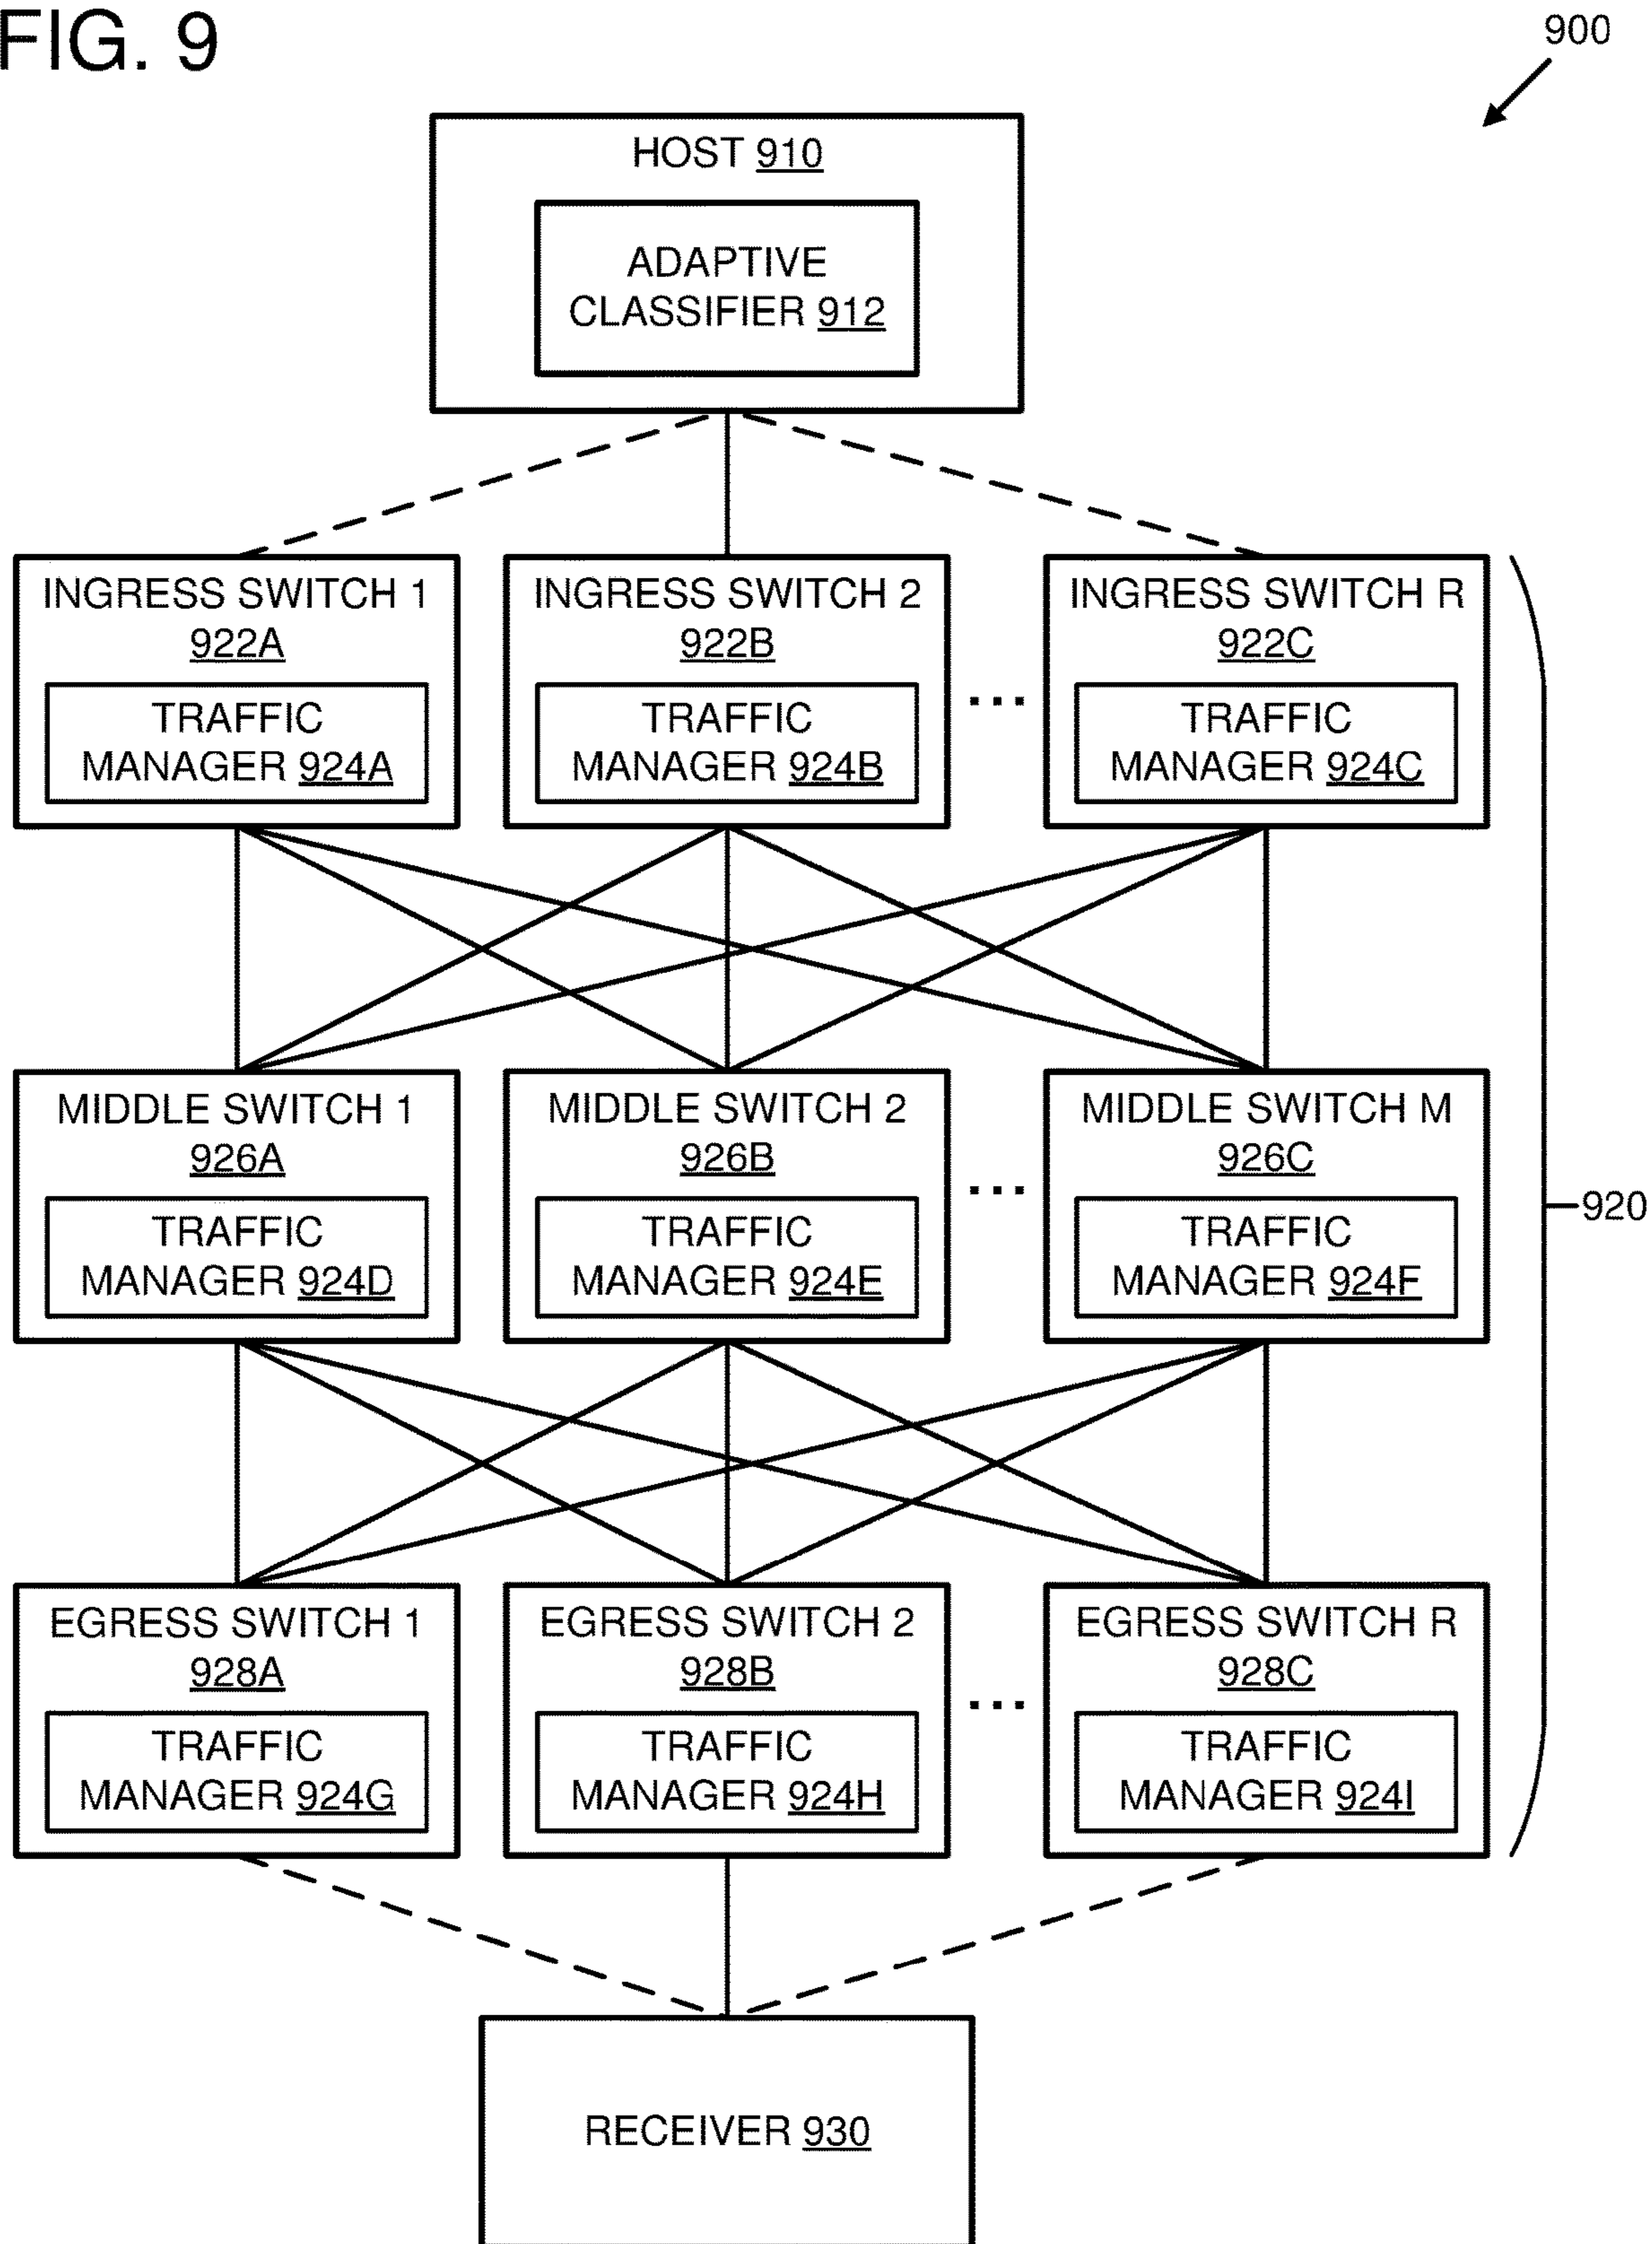 FIG. 9
900
HOST 910
ADAPTIVE
CLASSIFIER 912
INGRESS SWITCH 1
922A
TRAFFIC
MANAGER 924A
INGRESS SWITCH 2
922B
TRAFFIC
MANAGER 924B
...
INGRESS SWITCH R
922C
TRAFFIC
MANAGER 924C
MIDDLE SWITCH 1
926A
TRAFFIC
MANAGER 924D
MIDDLE SWITCH 2
926B
TRAFFIC
MANAGER 924E
...
MIDDLE SWITCH M
926C
TRAFFIC
MANAGER 924F
920
EGRESS SWITCH 1
928A
TRAFFIC
MANAGER 924G
EGRESS SWITCH 2
928B
TRAFFIC
MANAGER 924H
...
EGRESS SWITCH R
928C
TRAFFIC
MANAGER 924I
RECEIVER 930